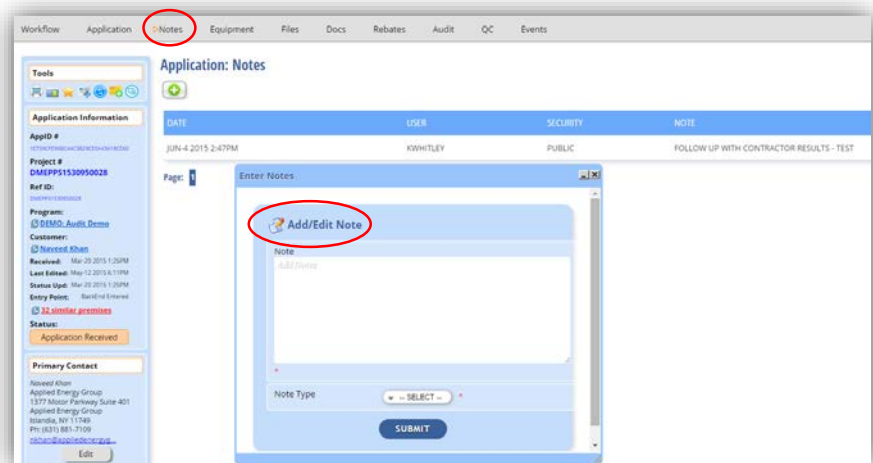 Workflow Application Notes Equipment Files Docs Rebates Audit QC Events
Tools
Application Information
AppID #
Project #
DMEPPS1530950028
Ref ID:
DMEPPS1530950028
Program:
DEMO: Audit Demo
Customer:
Naveed Khan
Received: Mar-20 2015 1:26PM
Last Edited: May-12 2015 6:11PM
Status Upd: Mar-20 2015 1:26PM
Entry Point: BackEnd Entered
32 similar premises
Status:
Application Received
Primary Contact
Naveed Khan
Applied Energy Group
1377 Motor Parkway Suite 401
Applied Energy Group
Islandia, NY 11749
Ph: (631) 881-7109
nkhan@appliedenergyg...
Edit
Application: Notes
DATE USER SECURITY NOTE
JUN-4 2015 2:47PM KWHITLEY PUBLIC FOLLOW UP WITH CONTRACTOR RESULTS - TEST
Page: 1
Enter Notes
Add/Edit Note
Note
Add Notes
*
Note Type -- SELECT -- *
SUBMIT